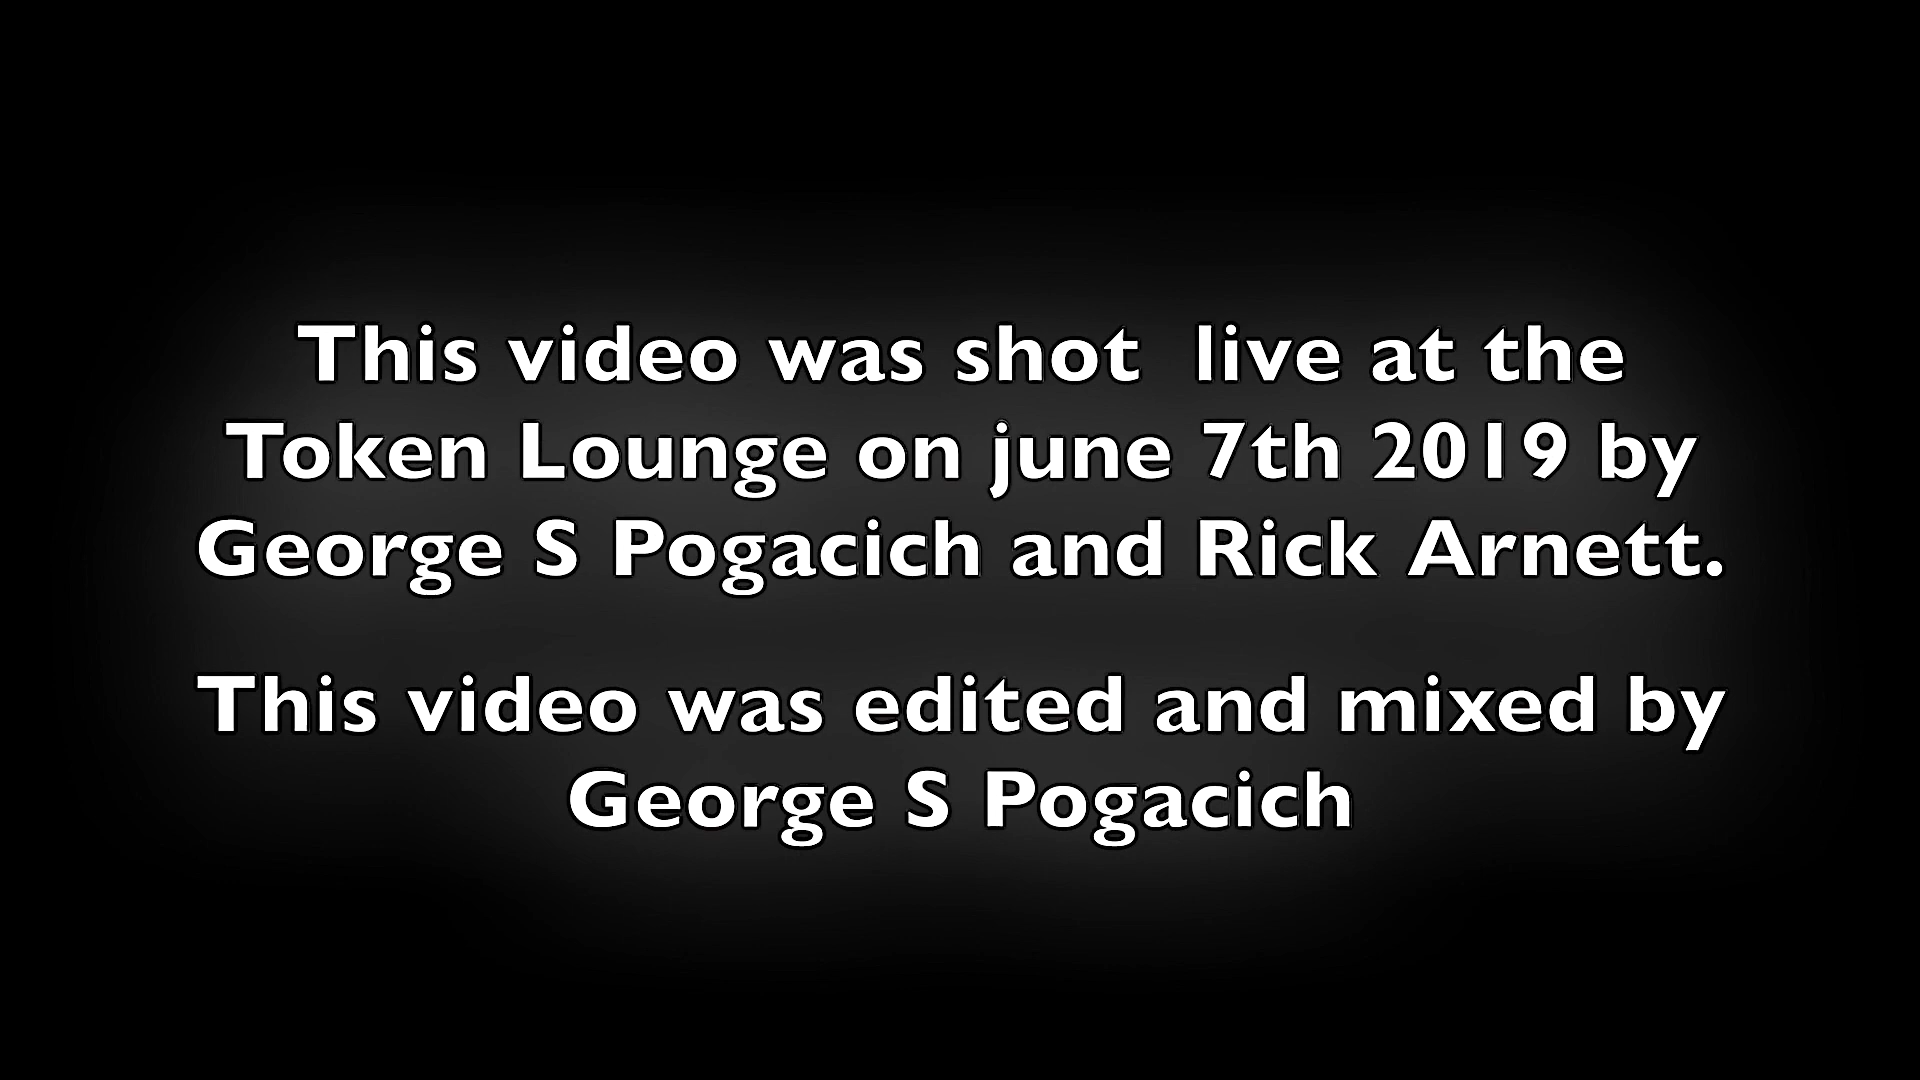 This video was shot  live at the
Token Lounge on june 7th 2019 by
George S Pogacich and Rick Arnett.
This video was edited and mixed by
George S Pogacich